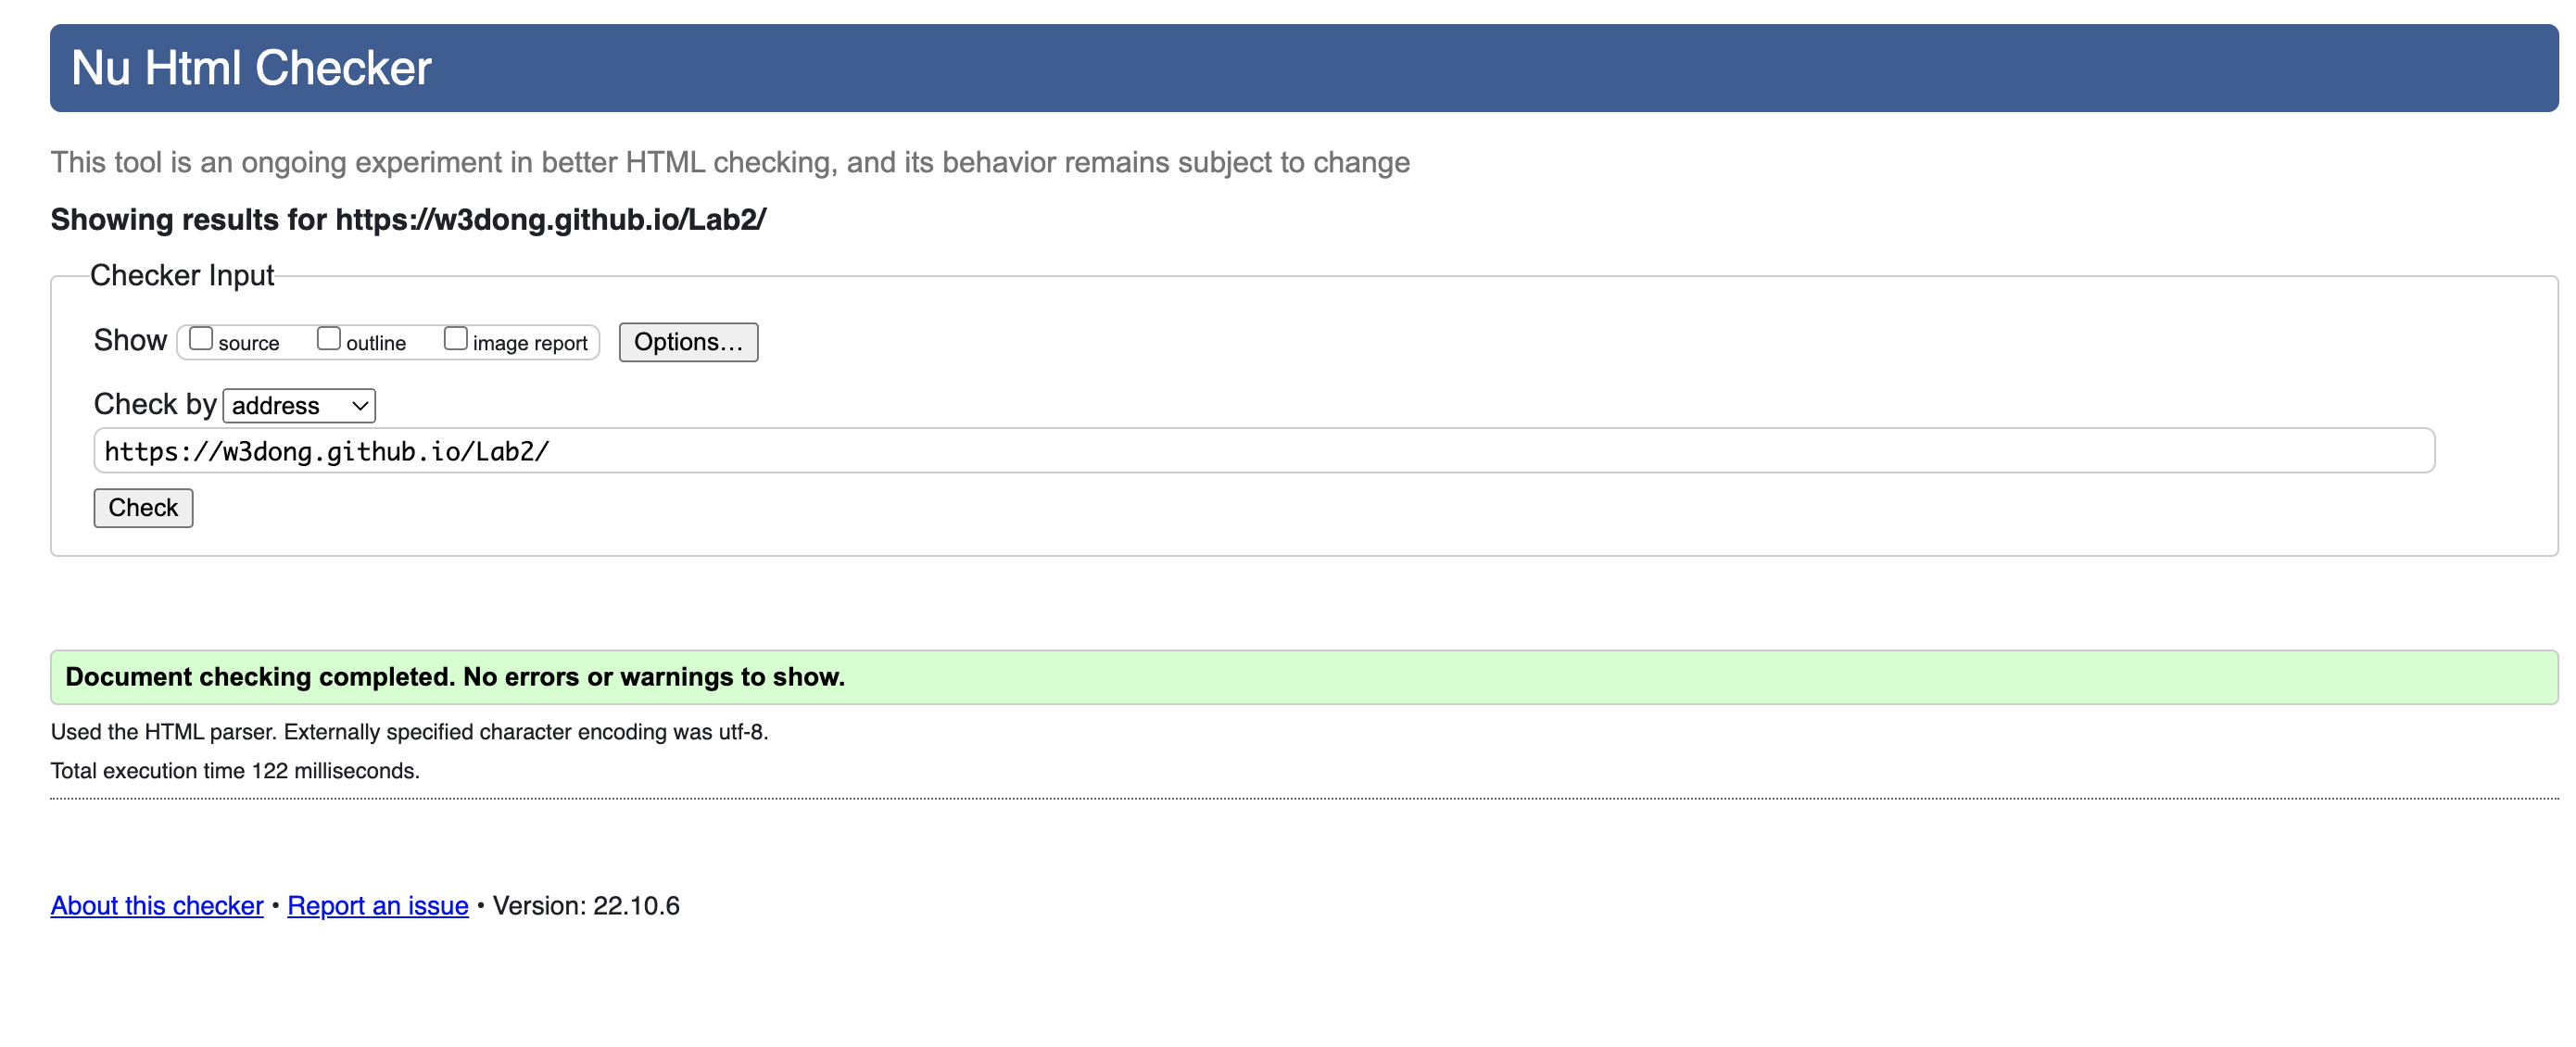 Nu Html Checker
This tool is an ongoing experiment in better HTML checking, and its behavior remains subject to change
Showing results for https://w3dong.github.io/Lab2/
Checker Input
Show source outline image report Options...
Check by address
https://w3dong.github.io/Lab2/
Check
Document checking completed. No errors or warnings to show.
Used the HTML parser. Externally specified character encoding was utf-8.
Total execution time 122 milliseconds.
About this checker • Report an issue • Version: 22.10.6